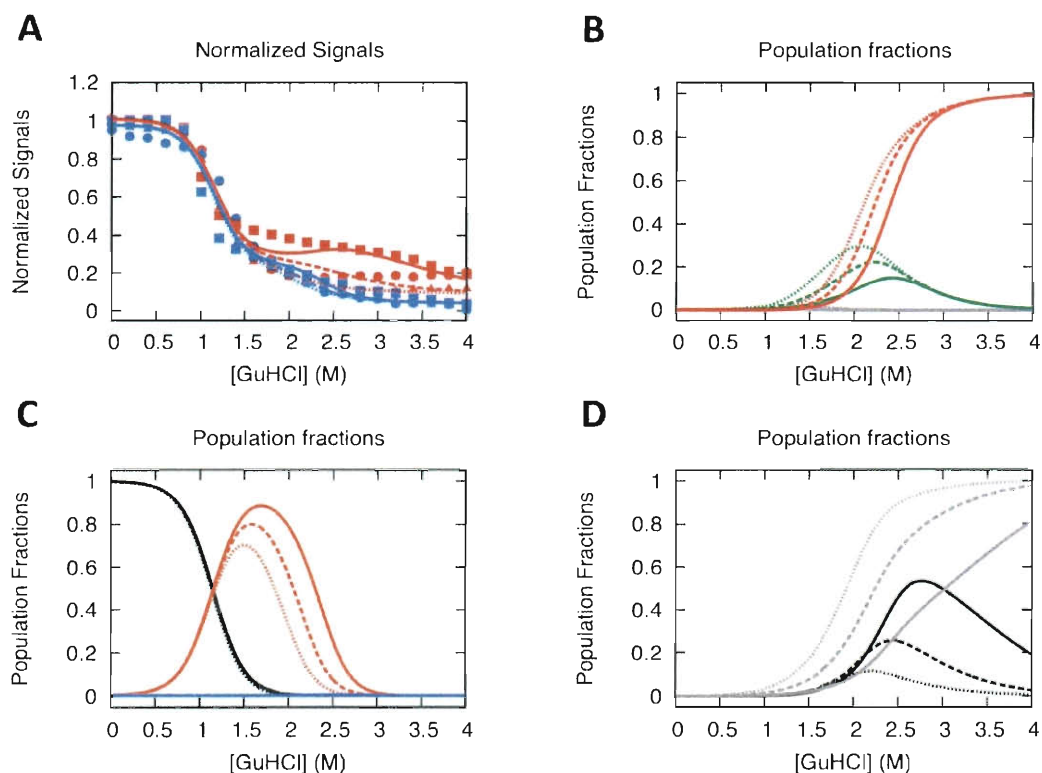 A
Normalized Signals
Normalized Signals
1.2
1
0.8
0.6
0.4
0.2
0
0 0.5 1 1.5 2 2.5 3 3.5 4
[GuHCl] (M)
B
Population fractions
Population Fractions
1
0.8
0.6
0.4
0.2
0
0 0.5 1 1.5 2 2.5 3 3.5 4
[GuHCl] (M)
C
Population fractions
Population Fractions
1
0.8
0.6
0.4
0.2
0
0 0.5 1 1.5 2 2.5 3 3.5 4
[GuHCl] (M)
D
Population fractions
Population Fractions
1
0.8
0.6
0.4
0.2
0
0 0.5 1 1.5 2 2.5 3 3.5 4
[GuHCl] (M)